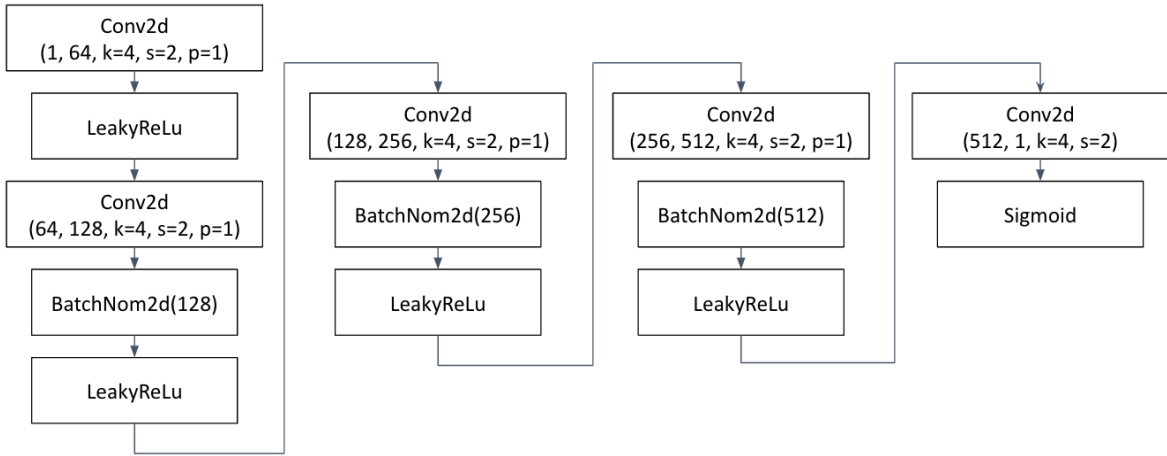 Conv2d
(1, 64, k=4, s=2, p=1)
LeakyReLu
Conv2d
(64, 128, k=4, s=2, p=1)
BatchNom2d(128)
LeakyReLu
Conv2d
(128, 256, k=4, s=2, p=1)
BatchNom2d(256)
LeakyReLu
Conv2d
(256, 512, k=4, s=2, p=1)
BatchNom2d(512)
LeakyReLu
Conv2d
(512, 1, k=4, s=2)
Sigmoid